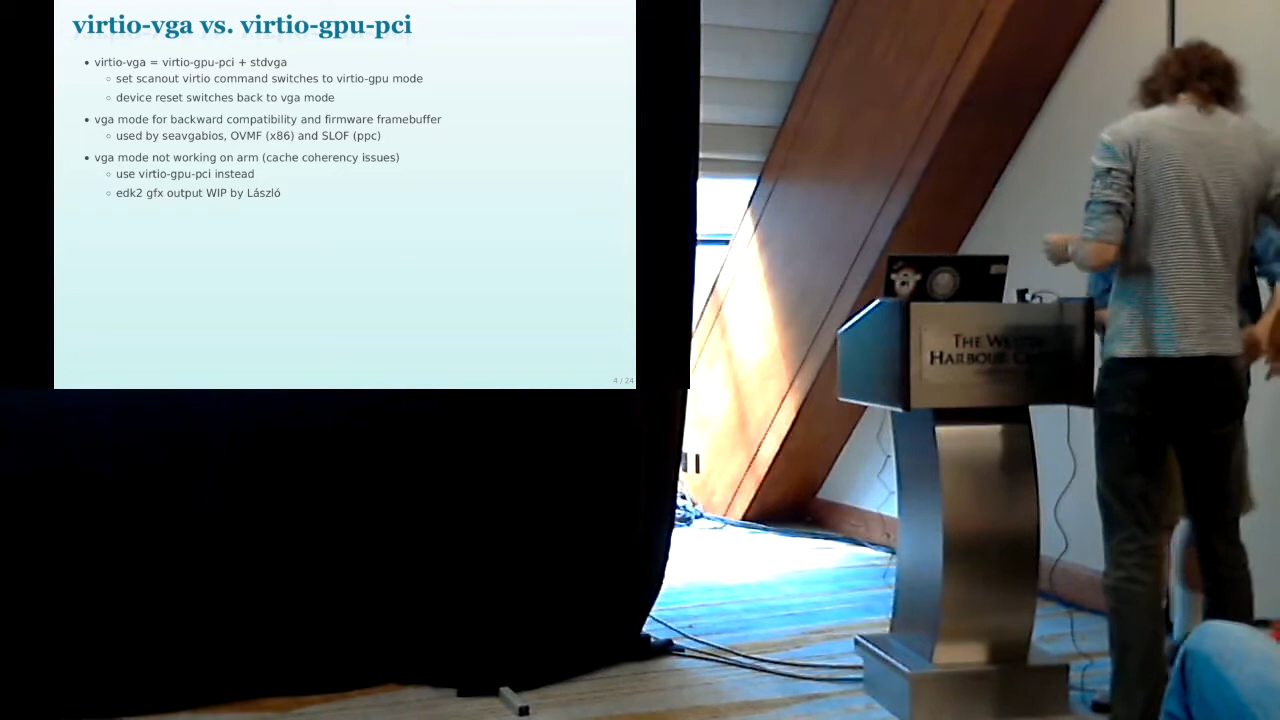 virtio-vga vs. virtio-gpu-pci
• virtio-vga = virtio-gpu-pci + stdvga
◦ set scanout virtio command switches to virtio-gpu mode
◦ device reset switches back to vga mode
• vga mode for backward compatibility and firmware framebuffer
◦ used by seavgabios, OVMF (x86) and SLOF (ppc)
• vga mode not working on arm (cache coherency issues)
◦ use virtio-gpu-pci instead
◦ edk2 gfx output WIP by László
4 / 24
THE
HARBOUR